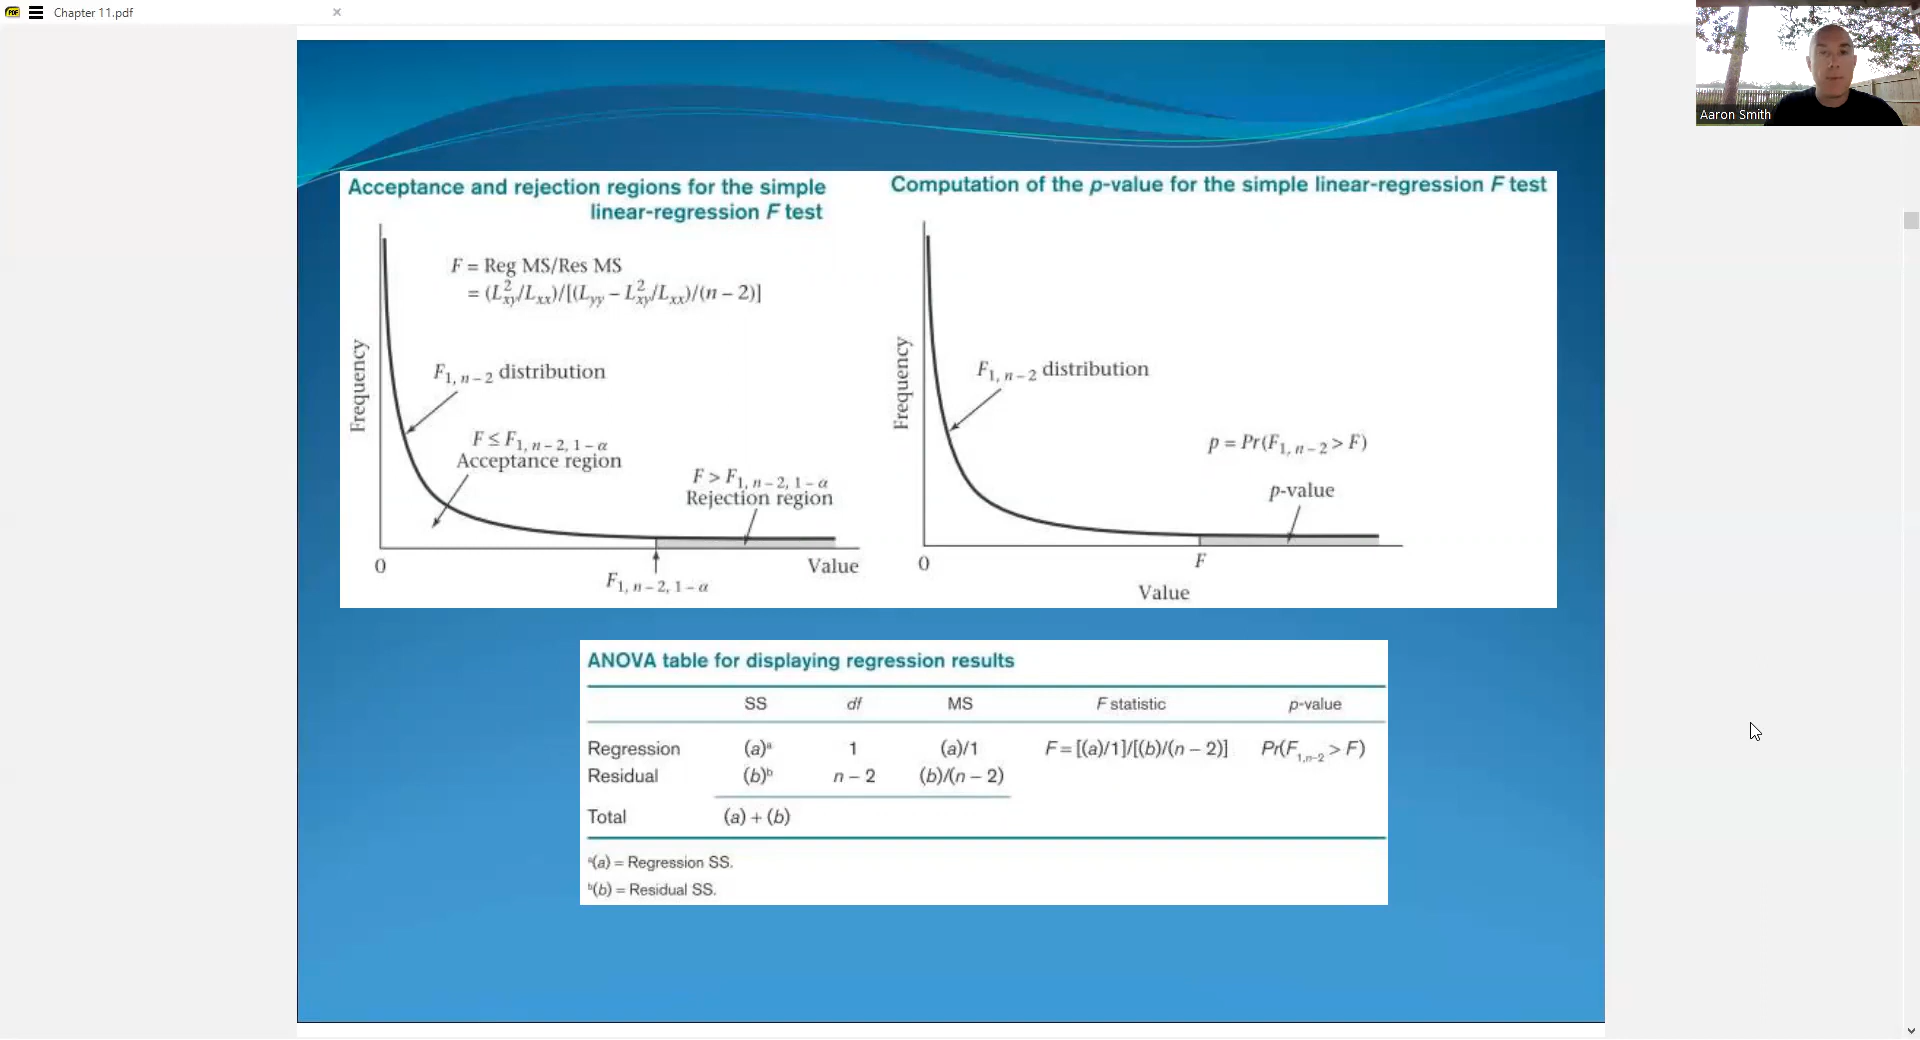 PDF
Chapter 11.pdf
Aaron Smith
Acceptance and rejection regions for the simple
linear-regression F test
F = Reg MS/Res MS
= (L²xy/Lxx)/[(Lyy – L²xy/Lxx)/(n – 2)]
Frequency
F1, n – 2 distribution
F ≤ F1, n – 2, 1 – α
Acceptance region
F > F1, n – 2, 1 – α
Rejection region
0
Value
F1, n – 2, 1 – α
Computation of the p-value for the simple linear-regression F test
Frequency
F1, n – 2 distribution
p = Pr(F1, n – 2 > F)
p-value
0
F
Value
ANOVA table for displaying regression results
SS df MS F statistic p-value
Regression (a)ᵃ 1 (a)/1 F = [(a)/1]/[(b)/(n – 2)] Pr(F1,n–2 > F)
Residual (b)ᵇ n – 2 (b)/(n – 2)
Total (a) + (b)
ᵃ(a) = Regression SS.
ᵇ(b) = Residual SS.